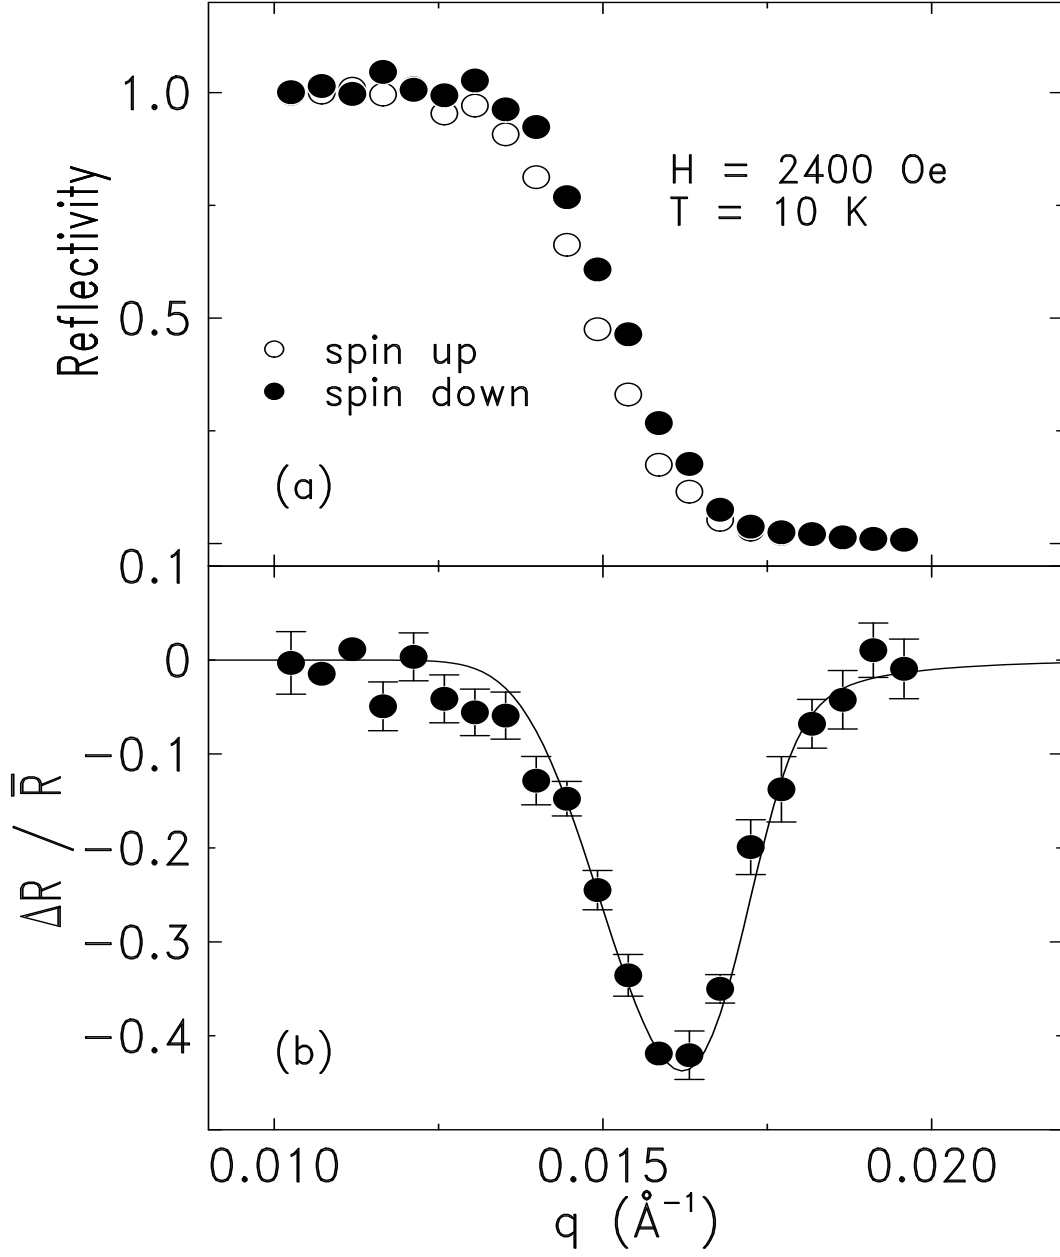 1.0
0.5
Reflectivity
H = 2400 Oe
T = 10 K
spin up
spin down
(a)
0.1
0
−0.1
−0.2
−0.3
−0.4
ΔR / R̅
(b)
0.010 0.015 0.020
q (Å⁻¹)